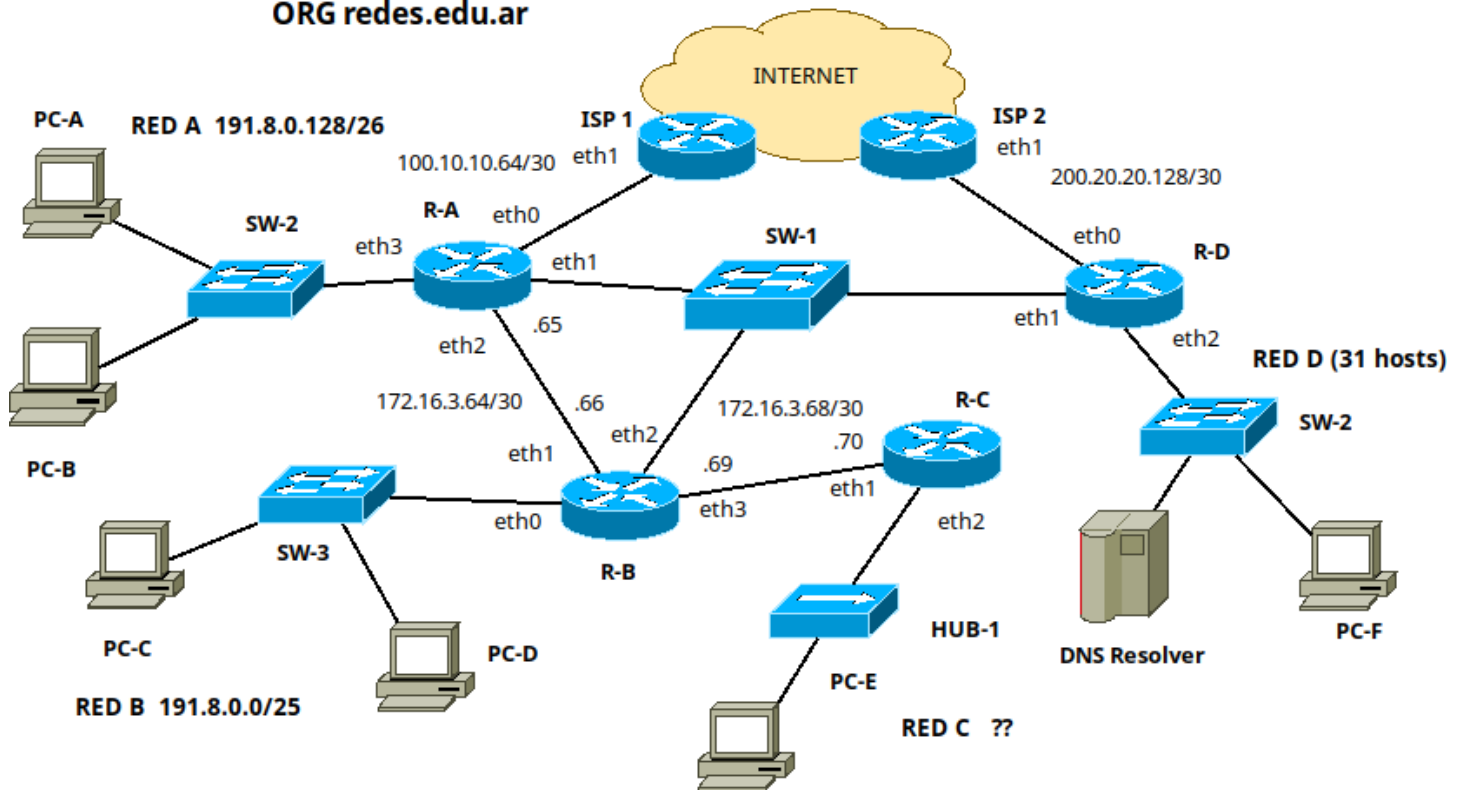 ORG redes.edu.ar
INTERNET
PC-A
RED A 191.8.0.128/26
ISP 1
ISP 2
eth1
eth1
100.10.10.64/30
200.20.20.128/30
R-A
eth0
SW-2
SW-1
eth0
R-D
eth3
eth1
eth1
.65
eth2
eth2
RED D (31 hosts)
172.16.3.64/30
.66
172.16.3.68/30
R-C
SW-2
eth2
.70
PC-B
eth1
.69
eth1
eth3
eth0
eth2
SW-3
R-B
HUB-1
PC-F
PC-C
PC-D
DNS Resolver
PC-E
RED B 191.8.0.0/25
RED C ??